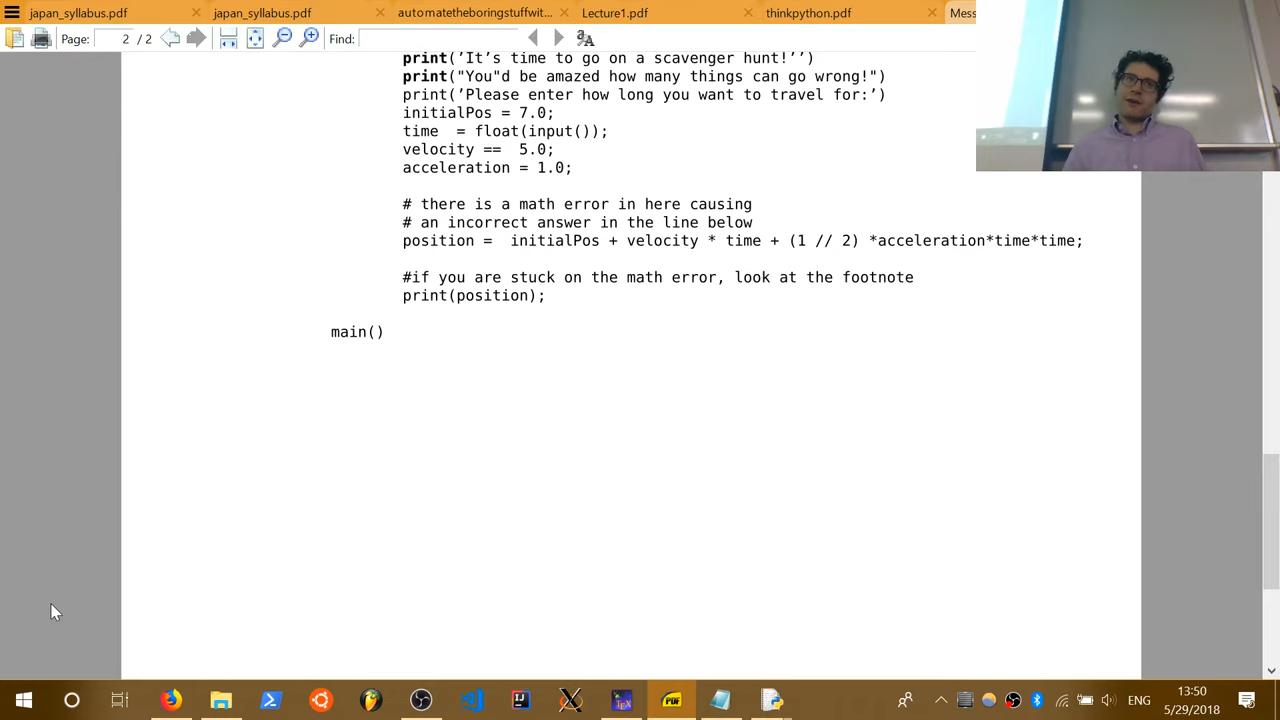 japan_syllabus.pdf
japan_syllabus.pdf
automatetheboringstuffwit...
Lecture1.pdf
thinkpython.pdf
Mess
Page: 2 / 2
Find:
print(’It’s time to go on a scavenger hunt!’’)
print("You"d be amazed how many things can go wrong!")
print(’Please enter how long you want to travel for:’)
initialPos = 7.0;
time  = float(input());
velocity ==  5.0;
acceleration = 1.0;
# there is a math error in here causing
# an incorrect answer in the line below
position =  initialPos + velocity * time + (1 // 2) *acceleration*time*time;
#if you are stuck on the math error, look at the footnote
print(position);
main()
ENG
13:50
5/29/2018